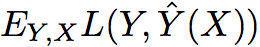 $E_{Y,X} L(Y, \hat{Y}(X))$